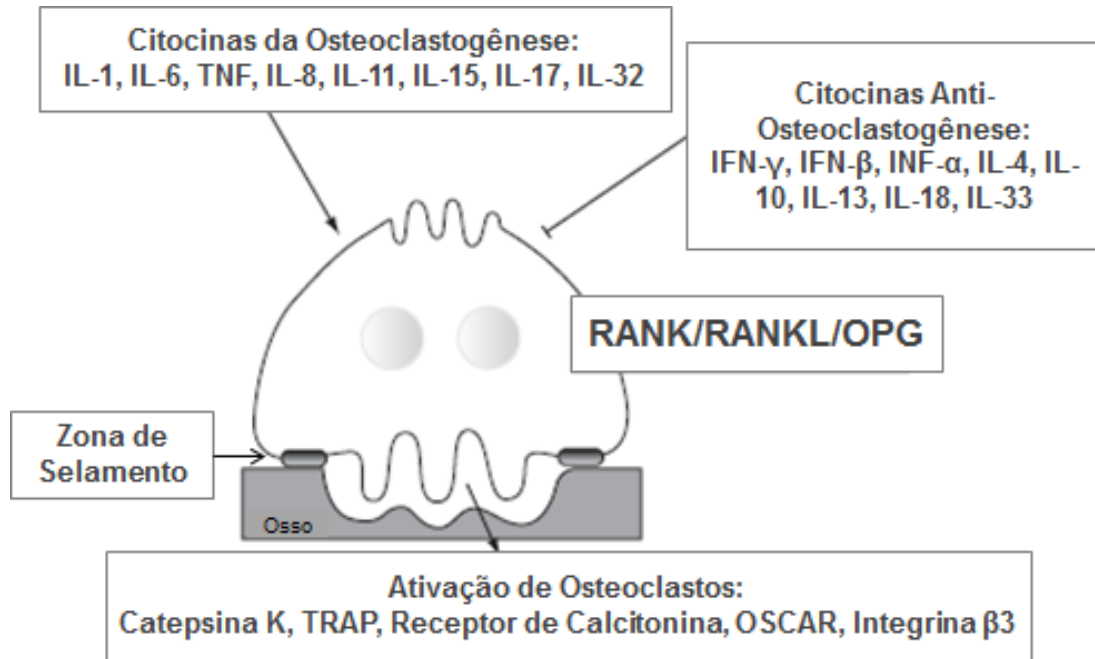 Citocinas da Osteoclastogênese:
IL-1, IL-6, TNF, IL-8, IL-11, IL-15, IL-17, IL-32
Citocinas Anti-
Osteoclastogênese:
IFN-γ, IFN-β, INF-α, IL-4, IL-
10, IL-13, IL-18, IL-33
RANK/RANKL/OPG
Zona de
Selamento
Osso
Ativação de Osteoclastos:
Catepsina K, TRAP, Receptor de Calcitonina, OSCAR, Integrina β3